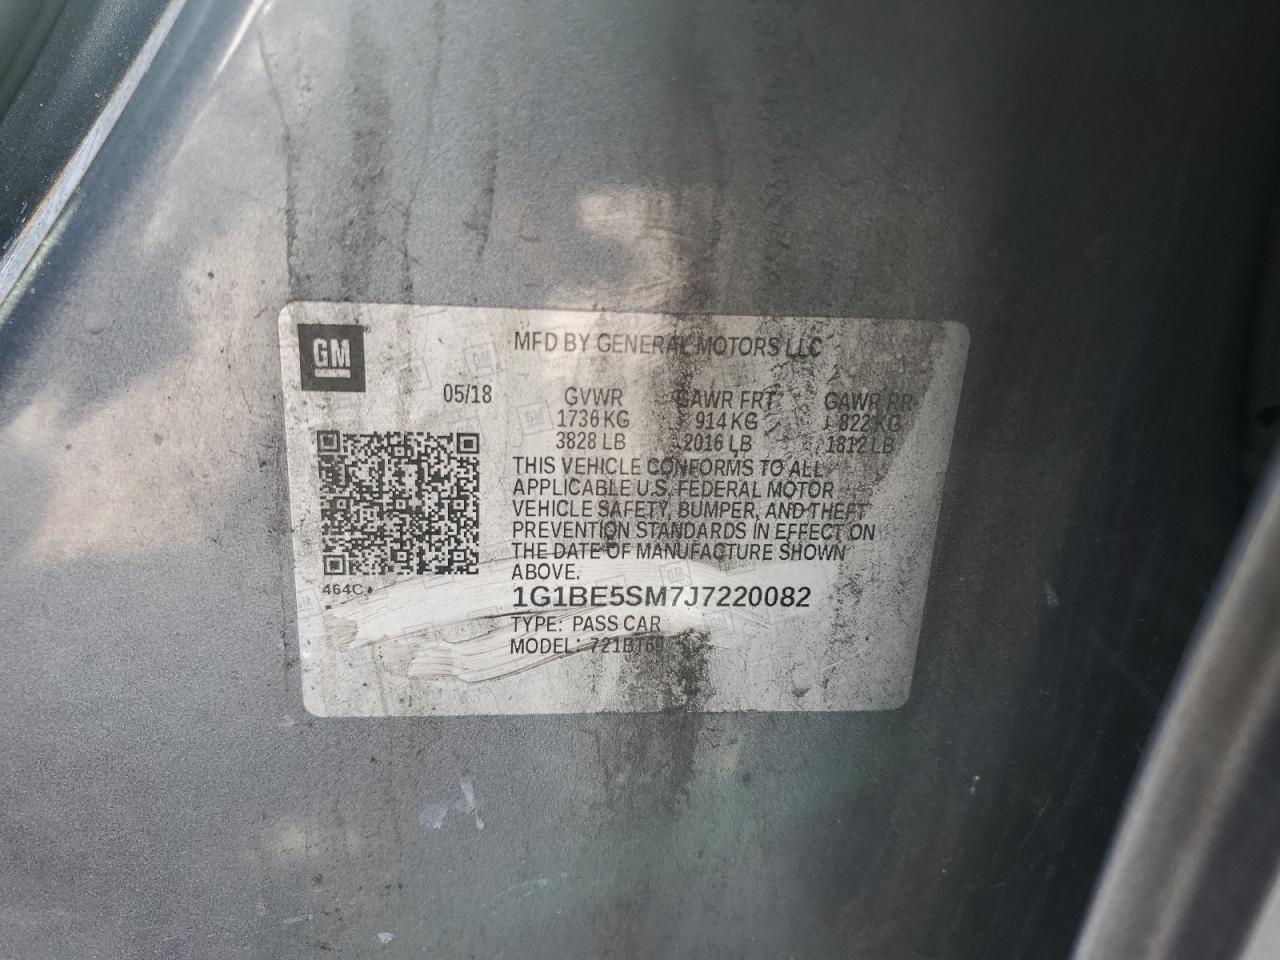 GM
MFD BY GENERAL MOTORS LLC
05/18
GVWR GAWR FRT GAWR RR
1736 KG 914 KG 822 KG
3828 LB 2016 LB 1812 LB
THIS VEHICLE CONFORMS TO ALL
APPLICABLE U.S. FEDERAL MOTOR
VEHICLE SAFETY, BUMPER, AND THEFT
PREVENTION STANDARDS IN EFFECT ON
THE DATE OF MANUFACTURE SHOWN
ABOVE.
464C
1G1BE5SM7J7220082
TYPE: PASS CAR
MODEL: 721BT69